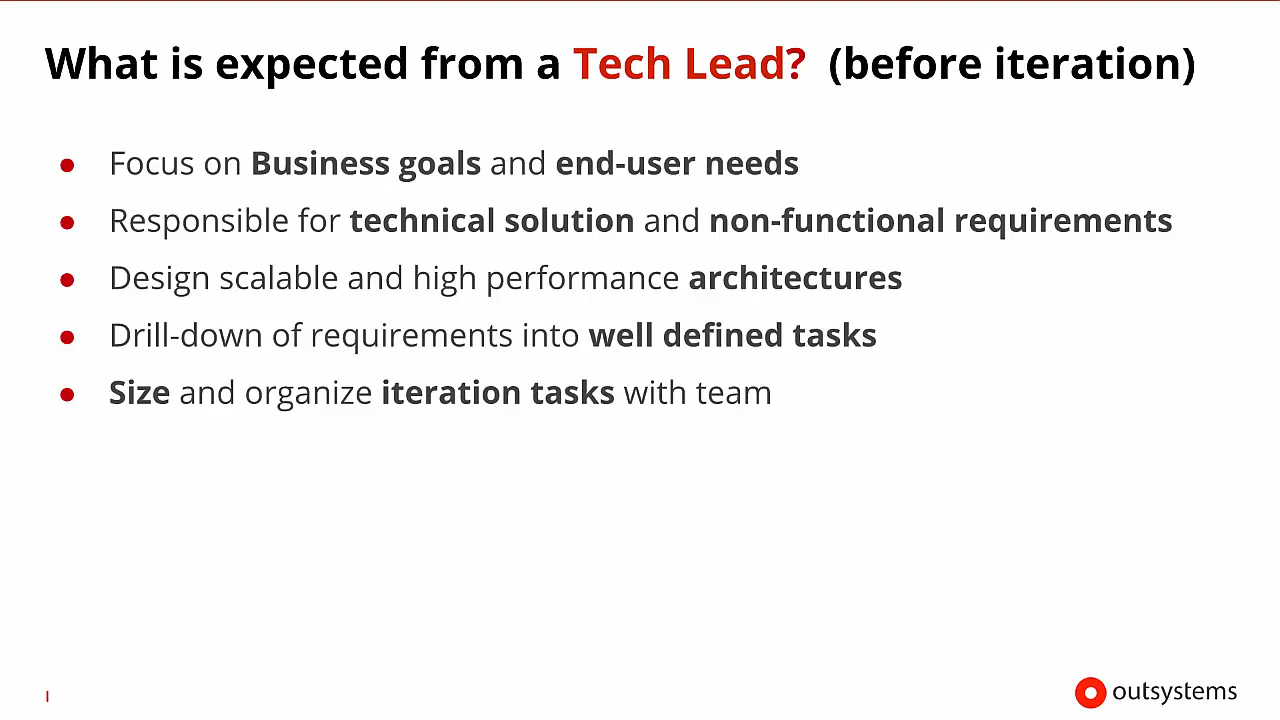 What is expected from a Tech Lead? (before iteration)
● Focus on Business goals and end-user needs
● Responsible for technical solution and non-functional requirements
● Design scalable and high performance architectures
● Drill-down of requirements into well defined tasks
● Size and organize iteration tasks with team
I
outsystems